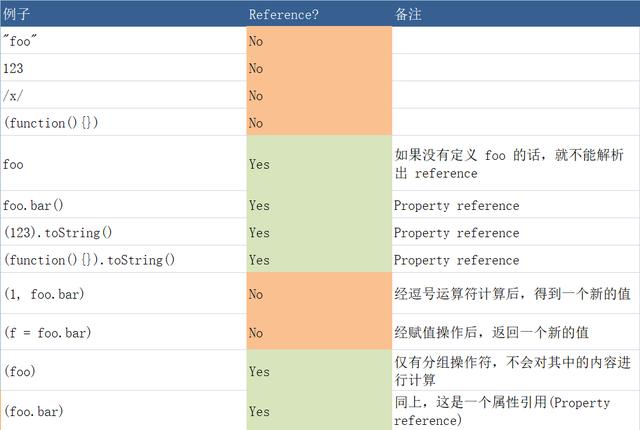 例子 Reference? 备注
"foo" No
123 No
/x/ No
(function(){}) No
foo Yes 如果没有定义 foo 的话，就不能解析
出 reference
foo.bar() Yes Property reference
(123).toString() Yes Property reference
(function(){}).toString() Yes Property reference
(1, foo.bar) No 经逗号运算符计算后，得到一个新的值
(f = foo.bar) No 经赋值操作后，返回一个新的值
(foo) Yes 仅有分组操作符，不会对其中的内容进
行计算
(foo.bar) Yes 同上，这是一个属性引用(Property
reference)